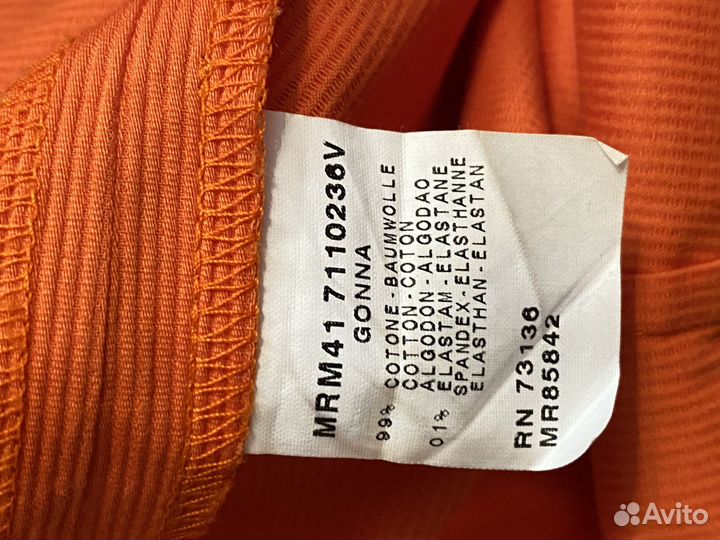 MRM41 7110236V
GONNA
99% COTONE-BAUMWOLLE
COTTON-COTON
ALGODON-ALGODAO
01% ELASTAM-ELASTANE
SPANDEX-ELASTHANNE
ELASTHAN-ELASTAN
RN 73136
MR85842
Avito